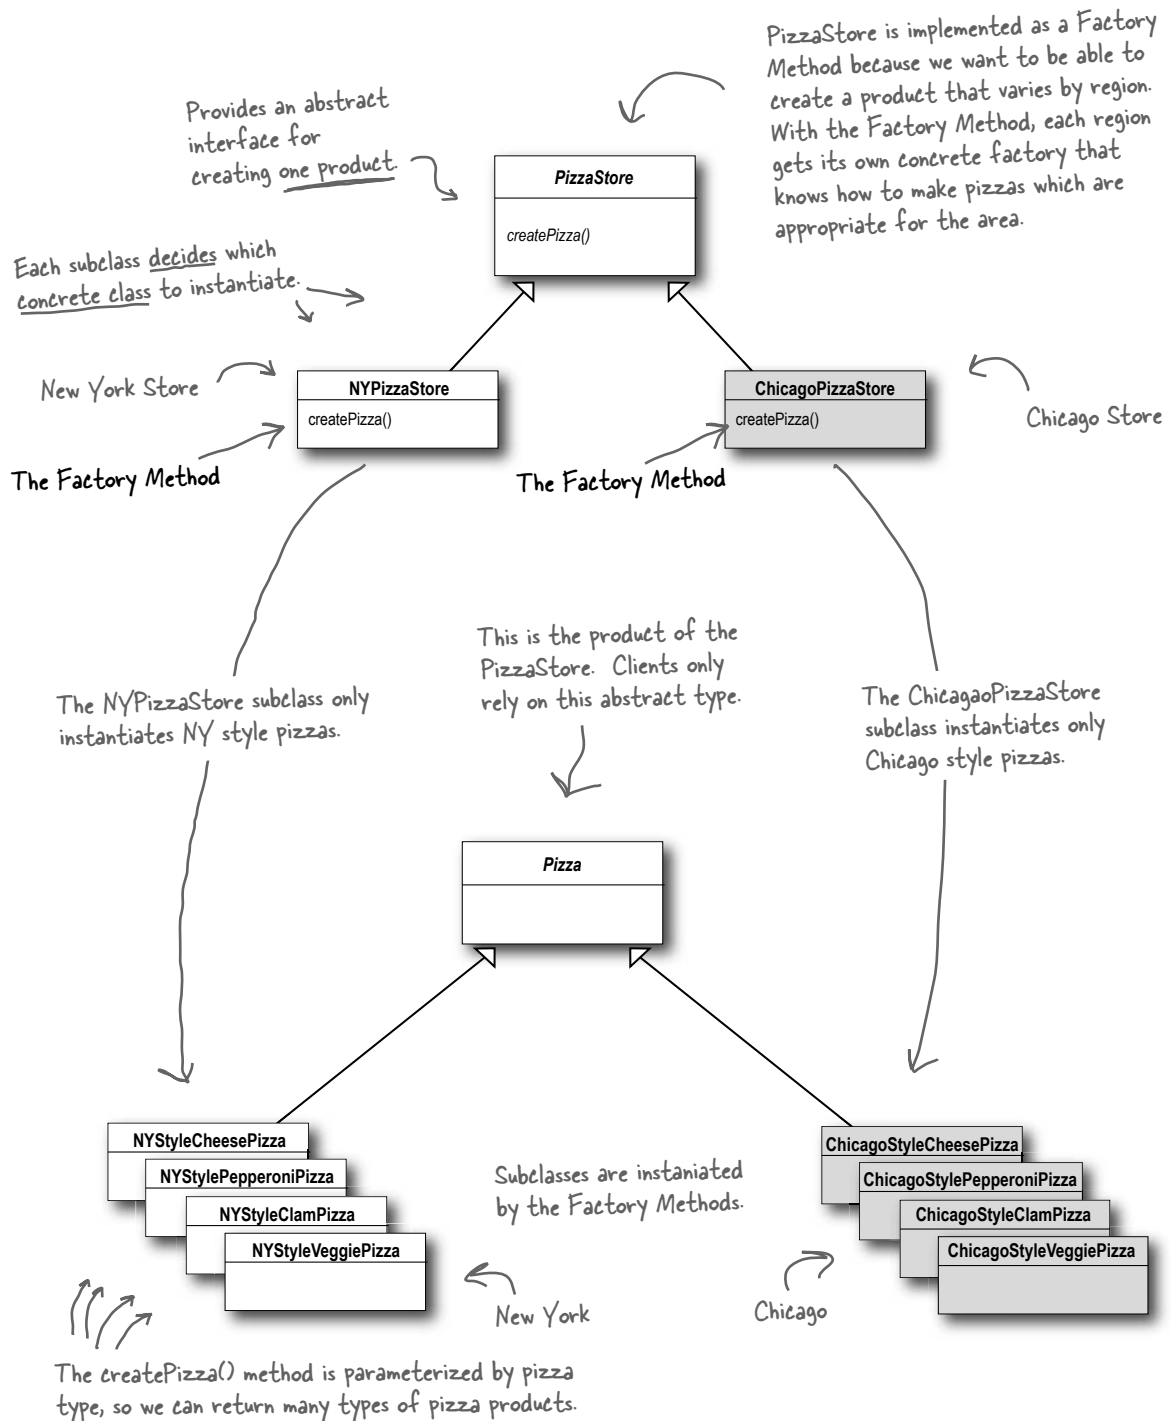 PizzaStore is implemented as a Factory
Method because we want to be able to
create a product that varies by region.
With the Factory Method, each region
gets its own concrete factory that
knows how to make pizzas which are
appropriate for the area.
Provides an abstract
interface for
creating one product.
PizzaStore
createPizza()
Each subclass decides which
concrete class to instantiate.
New York Store
NYPizzaStore
createPizza()
ChicagoPizzaStore
createPizza()
Chicago Store
The Factory Method
The Factory Method
This is the product of the
PizzaStore. Clients only
rely on this abstract type.
The NYPizzaStore subclass only
instantiates NY style pizzas.
The ChicagaoPizzaStore
subclass instantiates only
Chicago style pizzas.
Pizza
NYStyleCheesePizza
NYStylePepperoniPizza
NYStyleClamPizza
NYStyleVeggiePizza
Subclasses are instaniated
by the Factory Methods.
ChicagoStyleCheesePizza
ChicagoStylePepperoniPizza
ChicagoStyleClamPizza
ChicagoStyleVeggiePizza
New York
Chicago
The createPizza() method is parameterized by pizza
type, so we can return many types of pizza products.